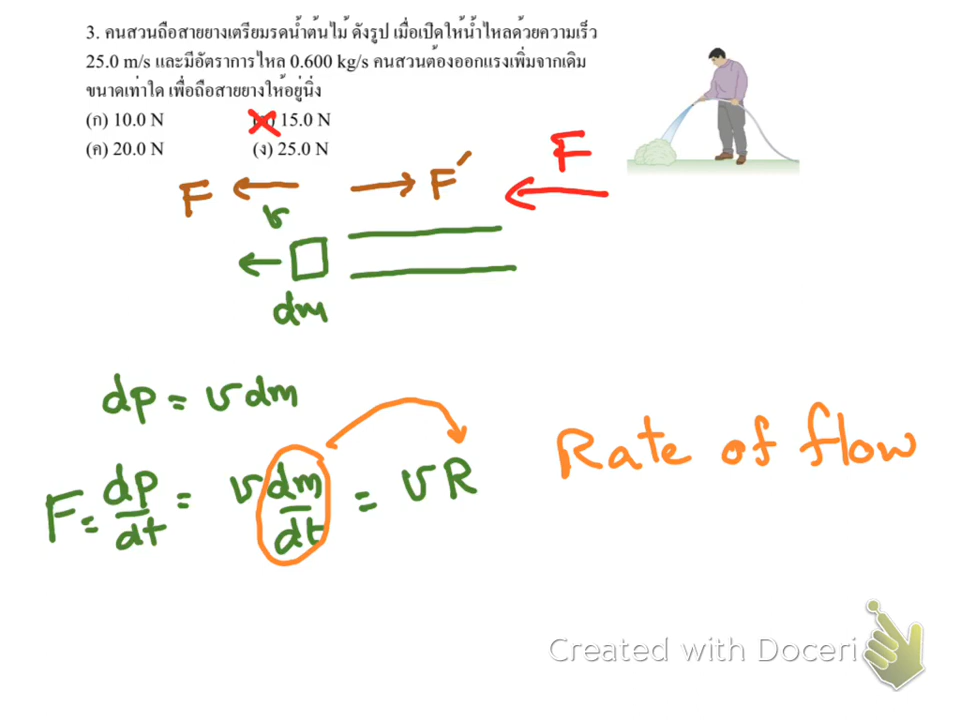 3. คนสวนถือสายยางเตรียมรดน้ำต้นไม้ ดังรูป เมื่อเปิดให้น้ำไหลด้วยความเร็ว
25.0 m/s และมีอัตราการไหล 0.600 kg/s คนสวนต้องออกแรงเพิ่มจากเดิม
ขนาดเท่าใด เพื่อถือสายยางให้อยู่นิ่ง
(ก) 10.0 N 15.0 N
(ค) 20.0 N (ง) 25.0 N
F
F F′
v
dm
dp = v dm
Rate of flow
F = dp/dt = v dm/dt = v R
Created with Doceri